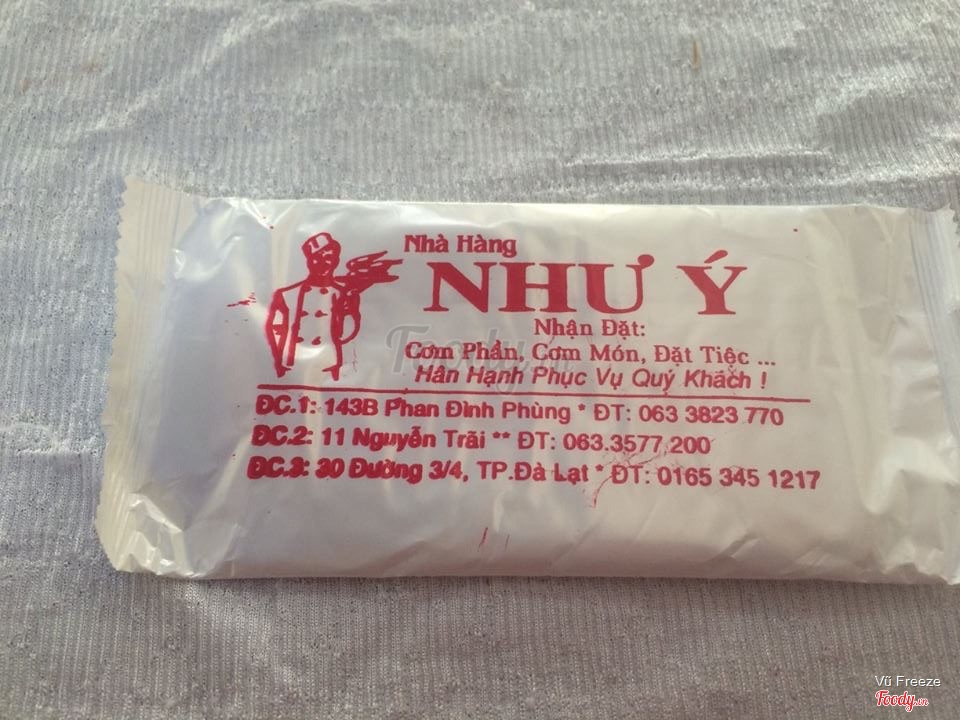 Nhà Hàng
NHƯ Ý
Nhận Đặt:
Cơm Phần, Cơm Món, Đặt Tiệc ...
Hân Hạnh Phục Vụ Quý Khách !
ĐC.1: 143B Phan Đình Phùng * ĐT: 063 3823 770
ĐC.2: 11 Nguyễn Trãi ** ĐT: 063.3577 200
ĐC.3: 30 Đường 3/4, TP.Đà Lạt * ĐT: 0165 345 1217
Foody.vn
Vũ Freeze
Foody.vn